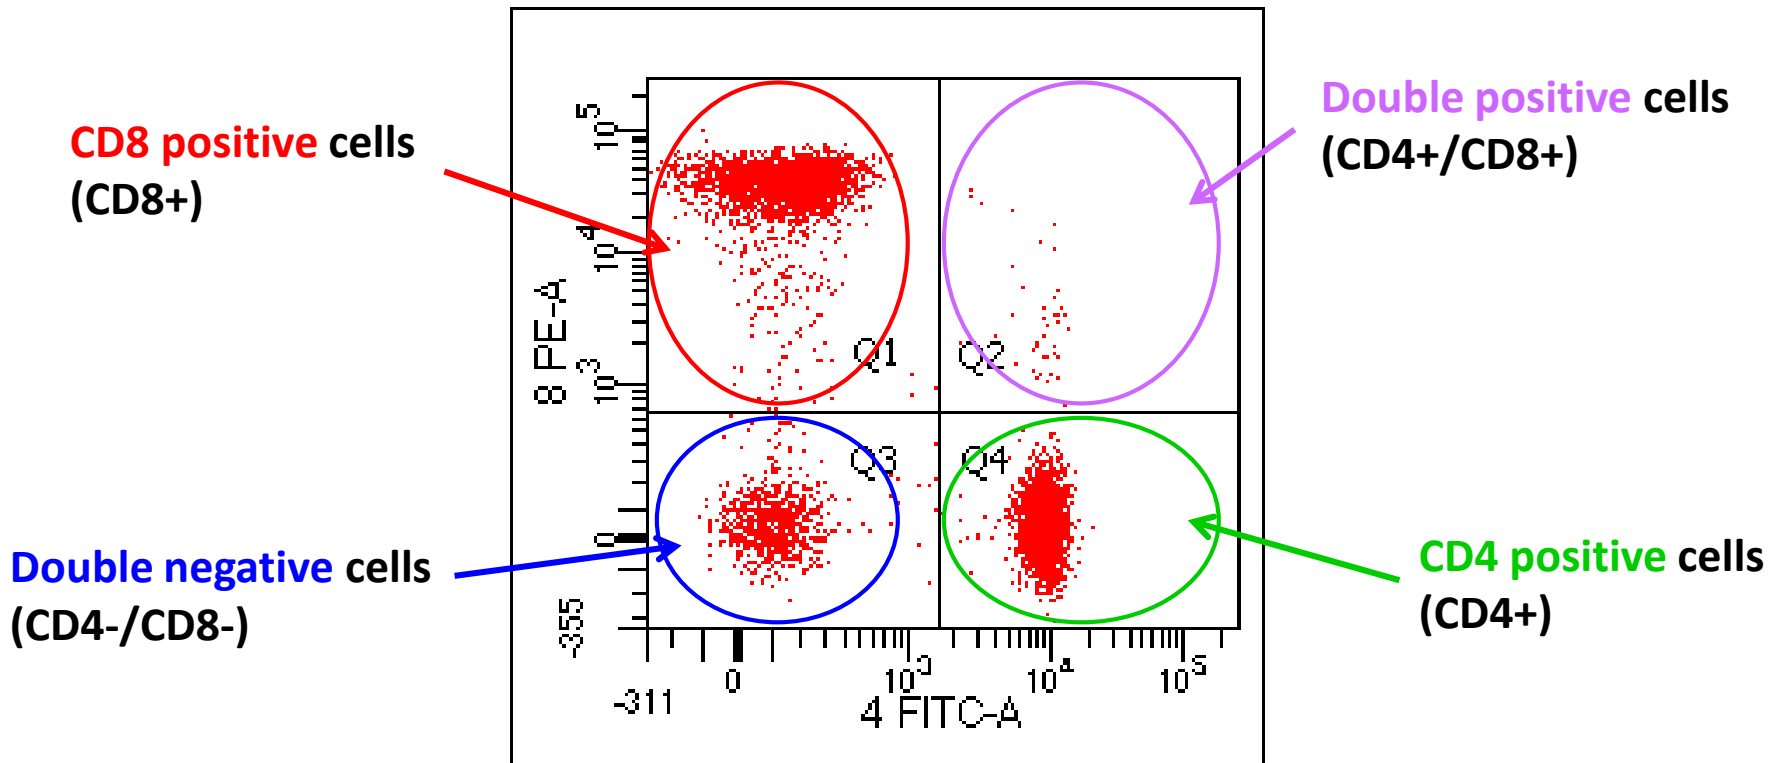 CD8 positive cells
(CD8+)
Double positive cells
(CD4+/CD8+)
Double negative cells
(CD4-/CD8-)
CD4 positive cells
(CD4+)
8 PE-A
10^5
10^4
10^3
0
-355
Q1
Q2
Q3
Q4
-311
0
10^3
10^4
10^5
4 FITC-A